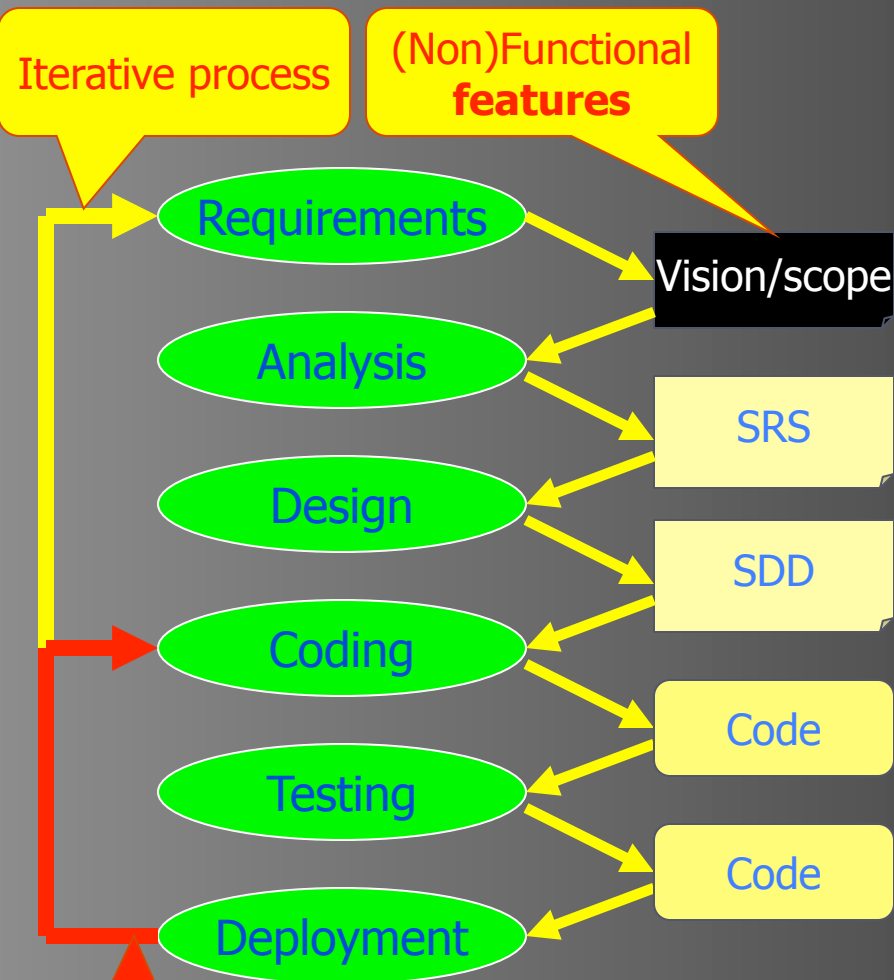 Iterative process
(Non)Functional
features
Requirements
Vision/scope
Analysis
SRS
Design
SDD
Coding
Code
Testing
Code
Deployment